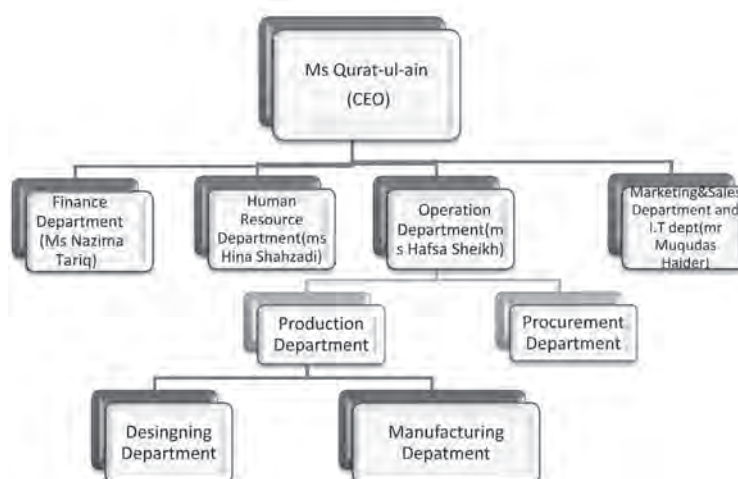 Ms Qurat-ul-ain
(CEO)
Finance
Department
(Ms Nazima
Tariq)
Human
Resource
Department(ms
Hina Shahzadi)
Operation
Department(m
s Hafsa Sheikh)
Marketing&Sales
Department and
I.T dept(mr
Muqudas
Haider)
Production
Department
Procurement
Department
Desingning
Department
Manufacturing
Depatment